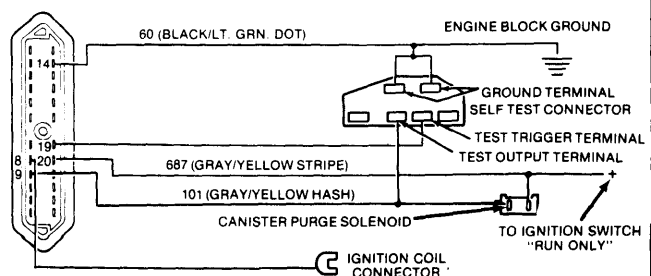 60 (BLACK/LT. GRN. DOT)
ENGINE BLOCK GROUND
14
GROUND TERMINAL
SELF TEST CONNECTOR
TEST TRIGGER TERMINAL
19
TEST OUTPUT TERMINAL
8 20
687 (GRAY/YELLOW STRIPE)
9
101 (GRAY/YELLOW HASH)
CANISTER PURGE SOLENOID
+
TO IGNITION SWITCH
"RUN ONLY"
IGNITION COIL
CONNECTOR